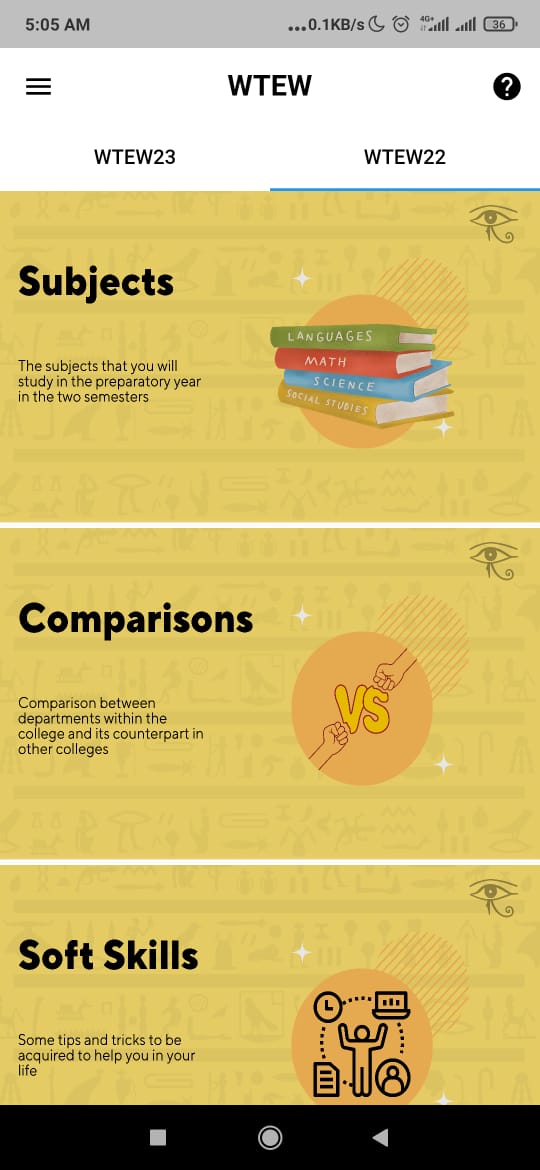 5:05 AM
...0.1KB/s 4G+ 36
WTEW
?
WTEW23 WTEW22
Subjects
LANGUAGES
MATH
SCIENCE
SOCIAL STUDIES
The subjects that you will
study in the preparatory year
in the two semesters
Comparisons
VS
Comparison between
departments within the
college and its counterpart in
other colleges
Soft Skills
Some tips and tricks to be
acquired to help you in your
life